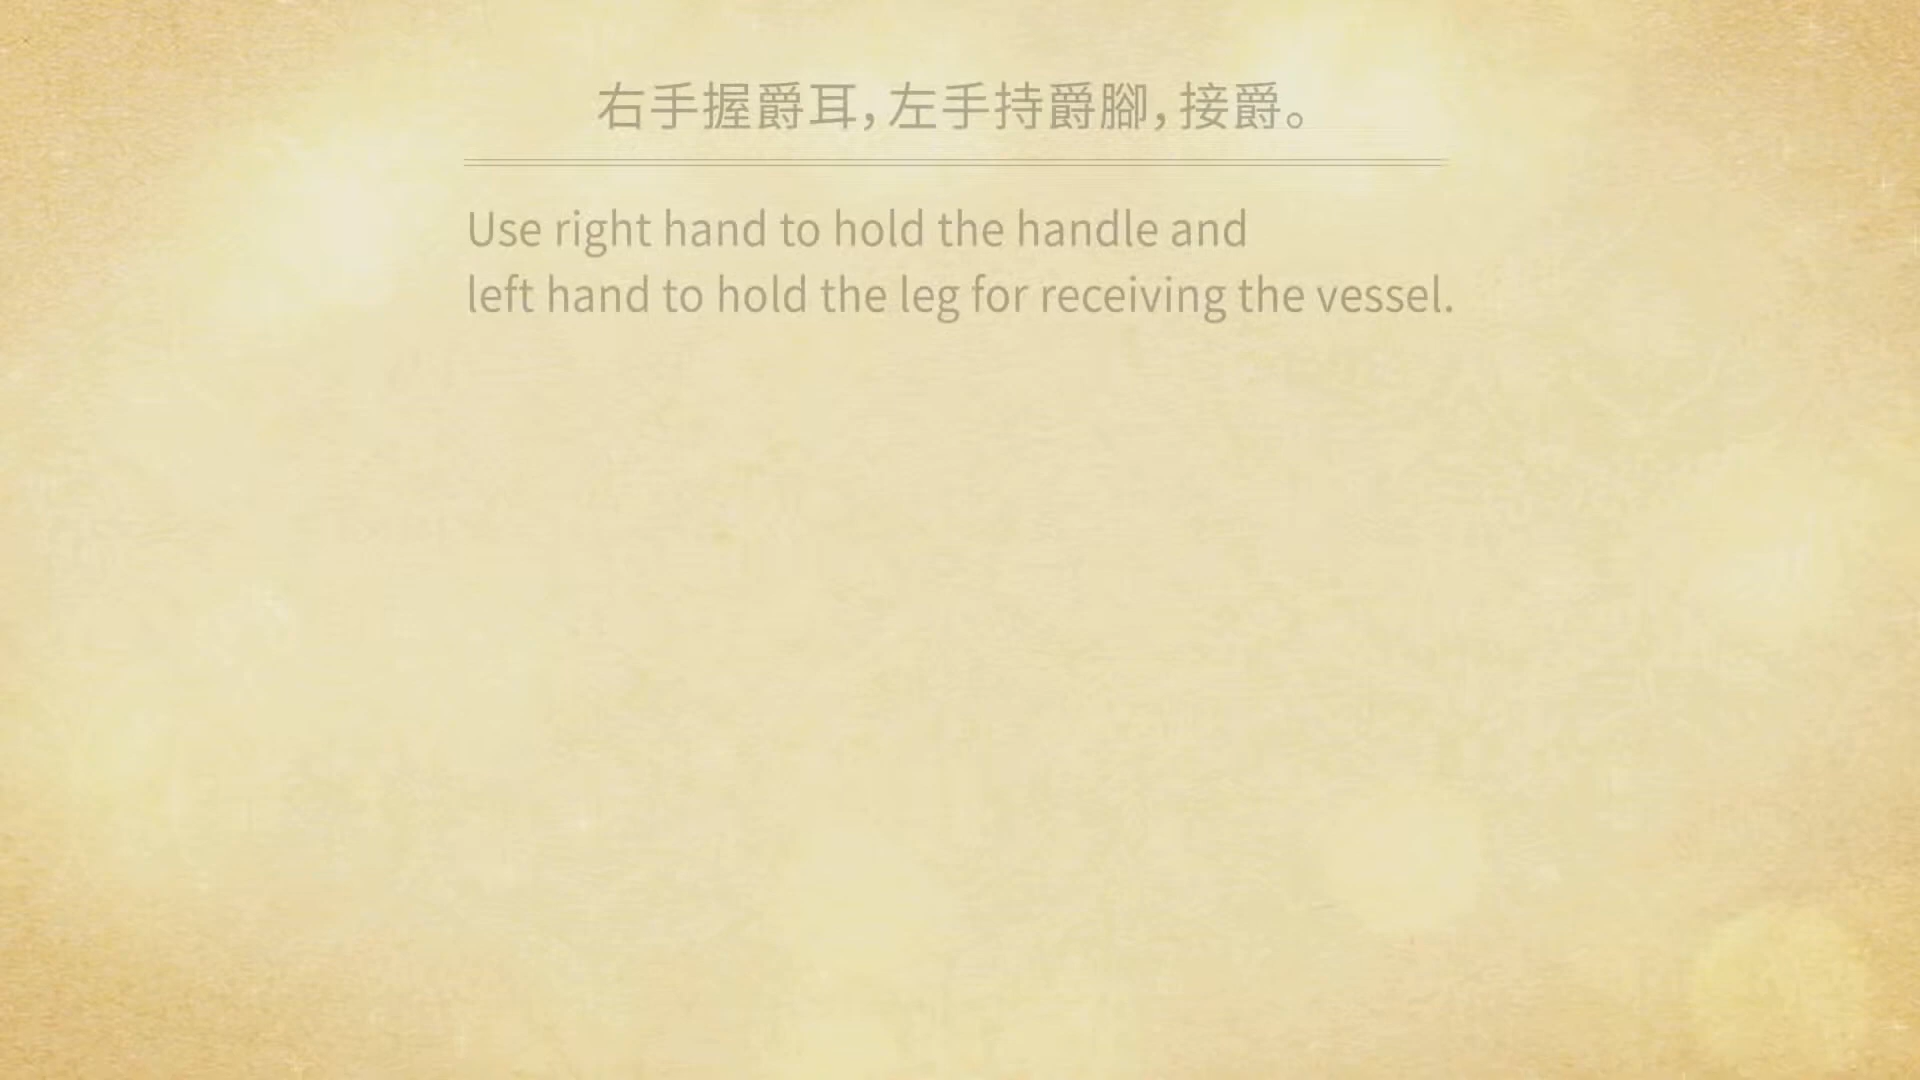 右手握爵耳，左手持爵腳，接爵。
Use right hand to hold the handle and
left hand to hold the leg for receiving the vessel.